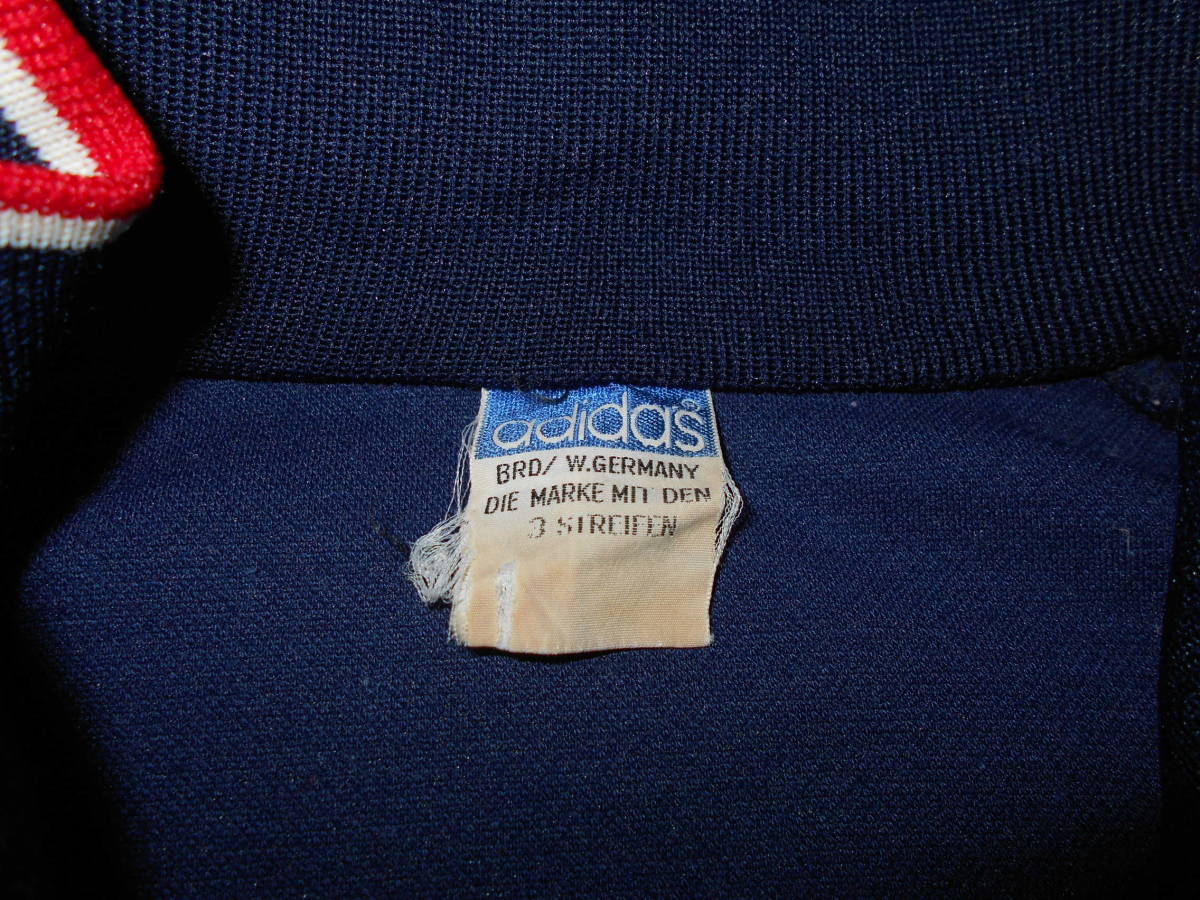 adidas
BRD/ W.GERMANY
DIE MARKE MIT DEN
3 STREIFEN